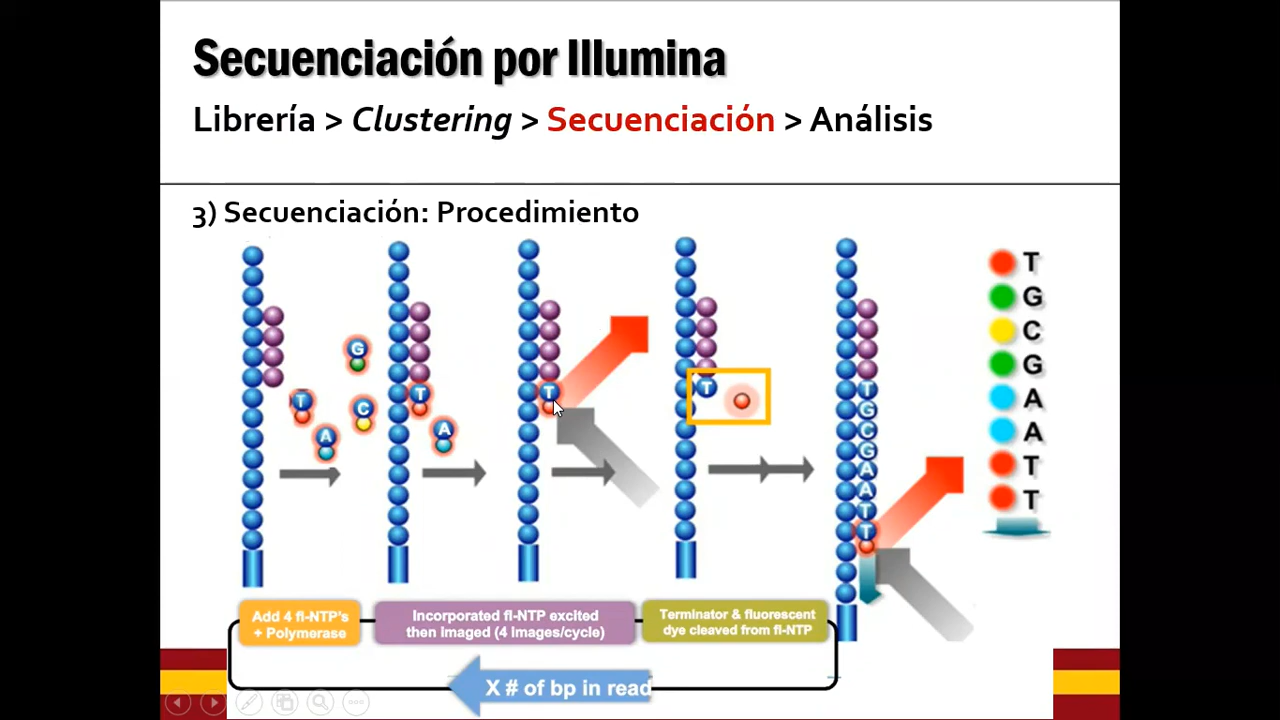 Secuenciación por Illumina
Librería > Clustering > Secuenciación > Análisis
3) Secuenciación: Procedimiento
T
G
C
A
T
A
T
T
T
G
C
G
A
A
T
T
T
G
C
G
A
A
T
T
Add 4 fl-NTP's
+ Polymerase
Incorporated fl-NTP excited
then Imaged (4 Images/cycle)
Terminator & fluorescent
dye cleaved from fl-NTP
X # of bp in read